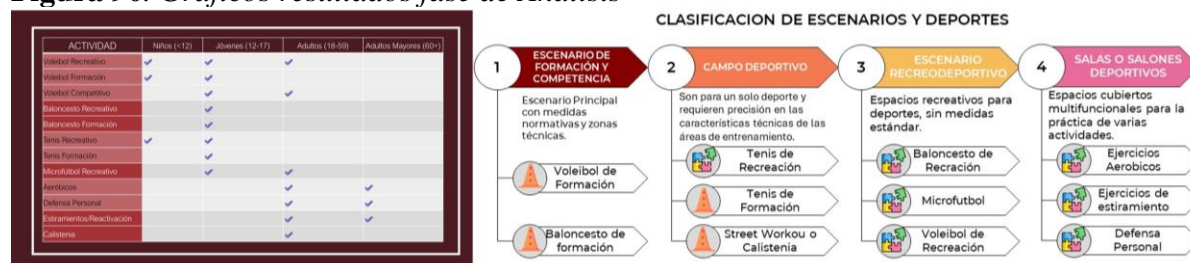 Figura 90. Gráficos resultados fase de Análisis
ACTIVIDAD Niños (<12) Jóvenes (12-17) Adultos (18-59) Adultos Mayores (60+)
Voleibol Recreativo
Voleibol Formación
Voleibol Competitivo
Baloncesto Recreativo
Baloncesto Formación
Tenis Recreativo
Tenis Formación
Microfútbol Recreativo
Aeróbicos
Defensa Personal
Estiramientos/Reactivación
Calistenia
CLASIFICACION DE ESCENARIOS Y DEPORTES
1
ESCENARIO DE
FORMACIÓN Y
COMPETENCIA
Escenario Principal
con medidas
normativas y zonas
técnicas.
Voleibol de
Formación
Baloncesto de
formación
2
CAMPO DEPORTIVO
Son para un solo deporte y
requieren precisión en las
características técnicas de las
áreas de entrenamiento.
Tenis de
Recreación
Tenis de
Formación
Street Workou o
Calistenia
3
ESCENARIO
RECREODEPORTIVO
Espacios recreativos para
deportes, sin medidas
estándar.
Baloncesto de
Recración
Microfutbol
Voleibol de
Recreación
4
SALAS O SALONES
DEPORTIVOS
Espacios cubiertos
multifuncionales para la
práctica de varias
actividades.
Ejercicios
Aerobicos
Ejercicios de
estiramiento
Defensa
Personal